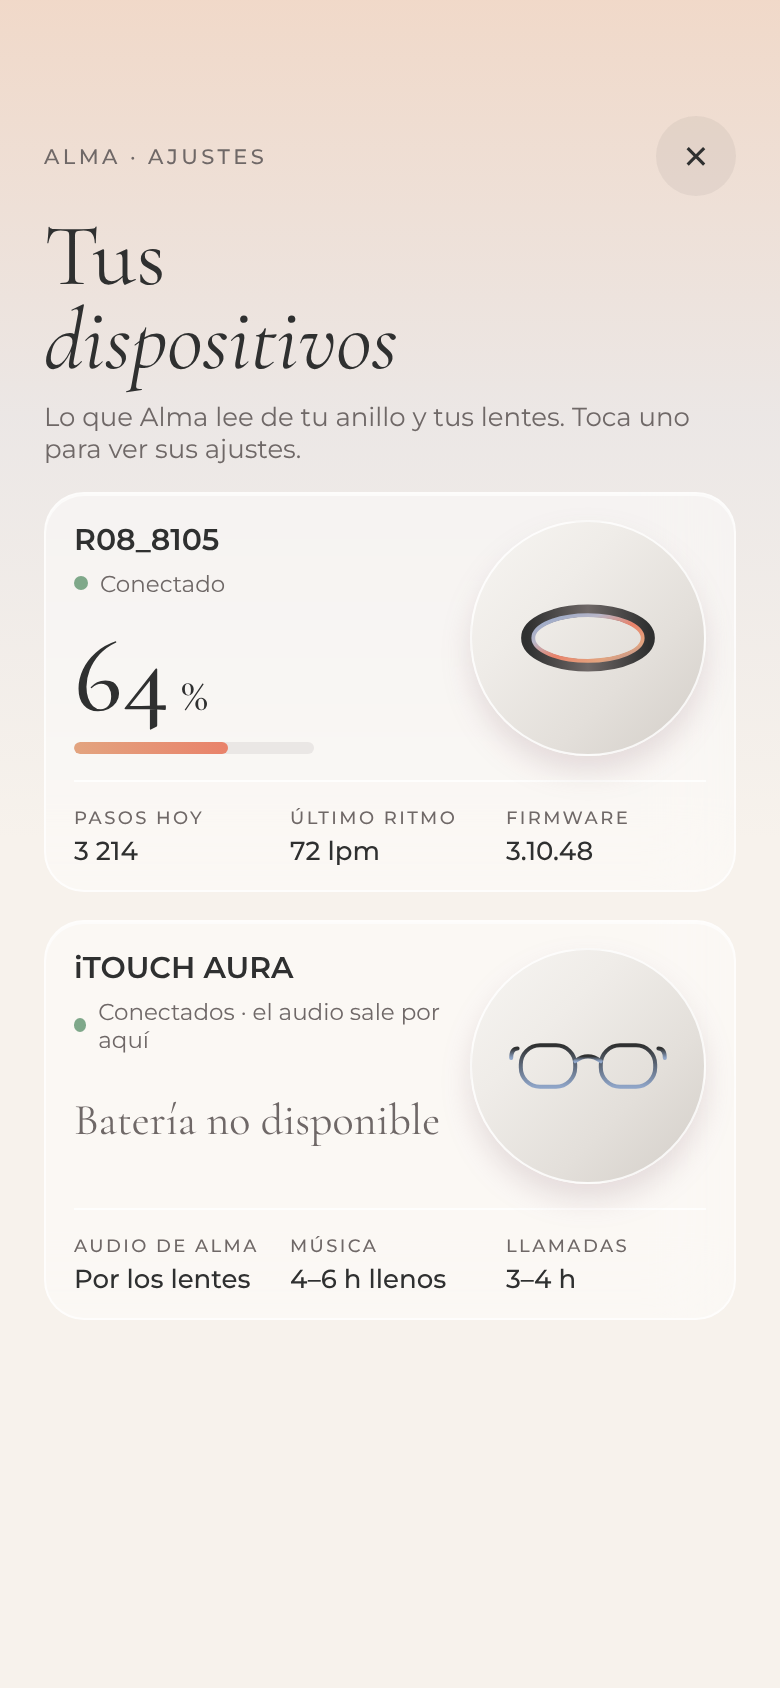 ALMA · AJUSTES
✕
Tus
dispositivos
Lo que Alma lee de tu anillo y tus lentes. Toca uno
para ver sus ajustes.
R08_8105
Conectado
64 %
PASOS HOY ÚLTIMO RITMO FIRMWARE
3 214 72 lpm 3.10.48
iTOUCH AURA
Conectados · el audio sale por
aquí
Batería no disponible
AUDIO DE ALMA MÚSICA LLAMADAS
Por los lentes 4–6 h llenos 3–4 h